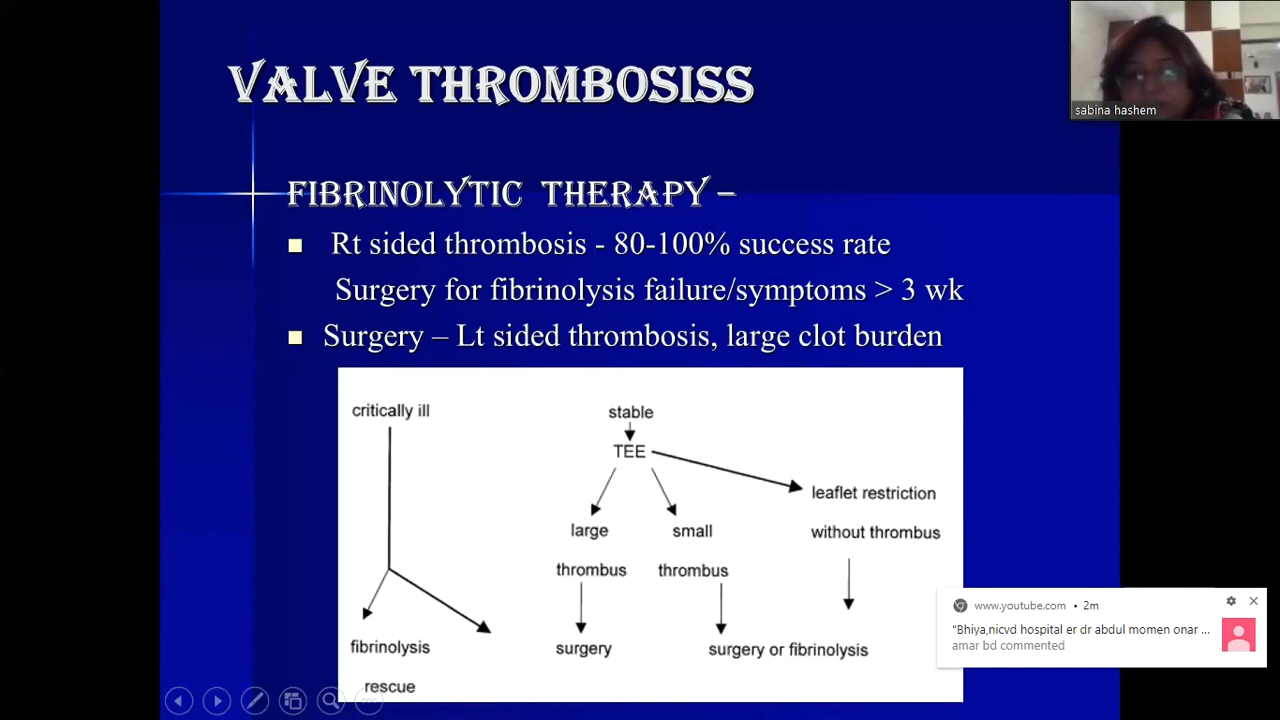 VALVE THROMBOSISS
sabina hashem
FIBRINOLYTIC THERAPY –
Rt sided thrombosis - 80-100% success rate
Surgery for fibrinolysis failure/symptoms > 3 wk
Surgery – Lt sided thrombosis, large clot burden
critically ill
stable
TEE
leaflet restriction
without thrombus
large
thrombus
small
thrombus
fibrinolysis
rescue
surgery
surgery or fibrinolysis
www.youtube.com • 2m
"Bhiya,nicvd hospital er dr abdul momen onar ...
amar bd commented